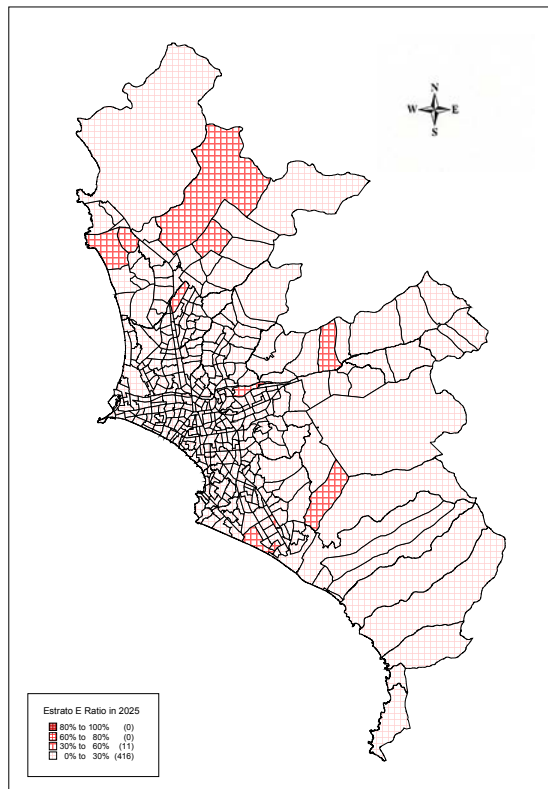 N
W E
S
Estrato E Ratio in 2025
80% to 100% (0)
60% to 80% (0)
30% to 60% (11)
0% to 30% (416)